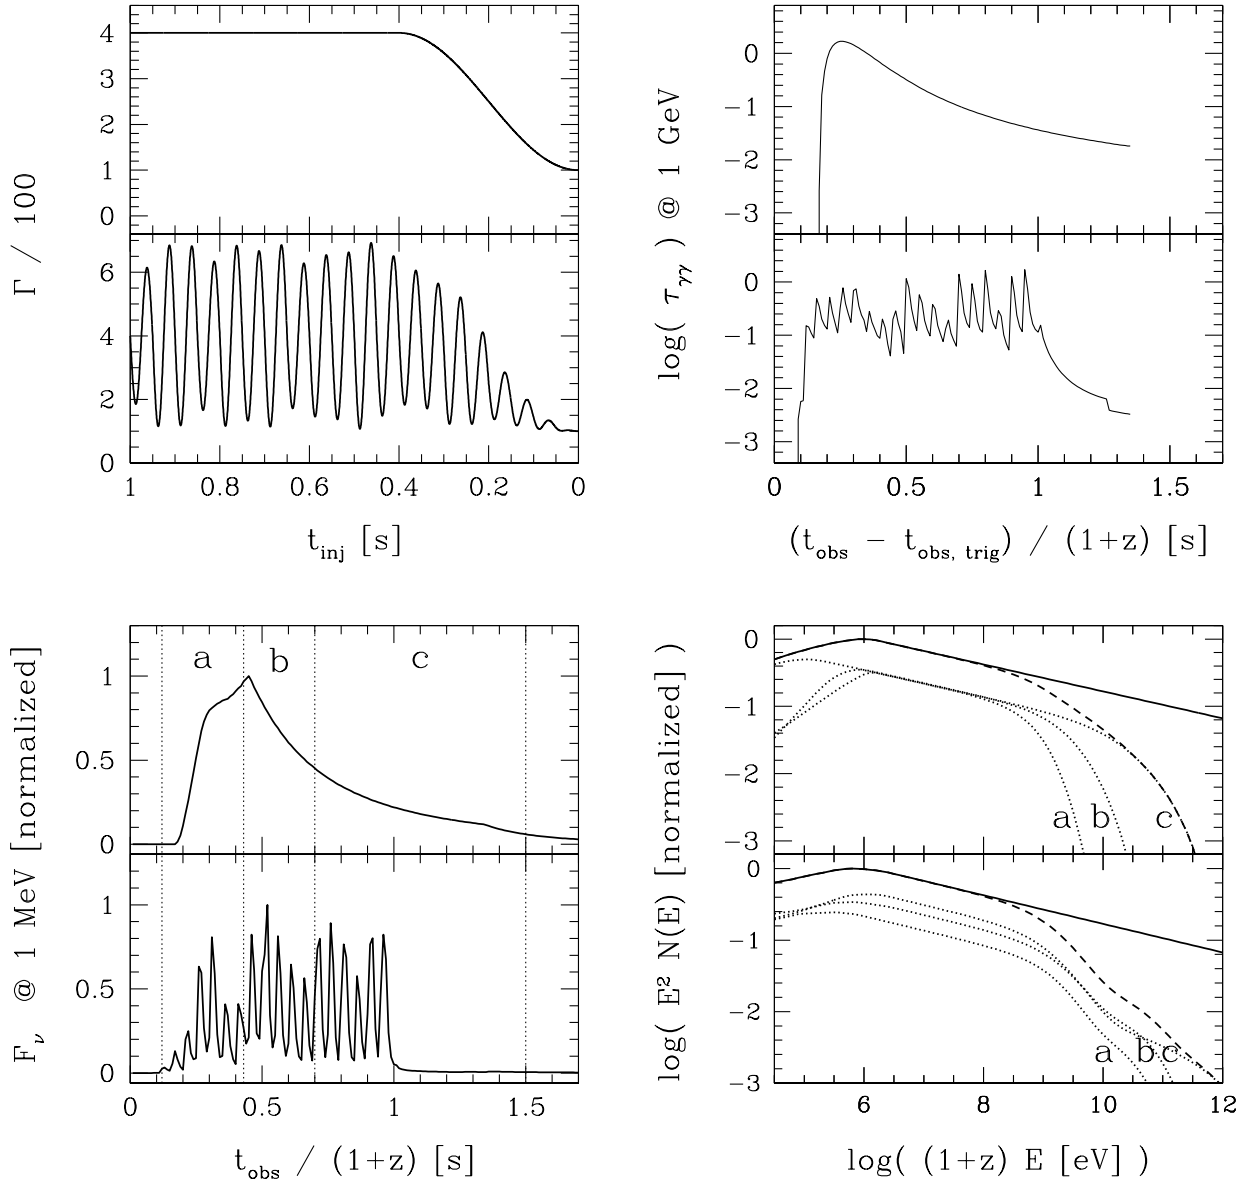 Γ / 100
4
3
2
1
0
6
4
2
0
1 0.8 0.6 0.4 0.2 0
t_inj [s]
log( τ_γγ ) @ 1 GeV
0
−1
−2
−3
0
−1
−2
−3
0 0.5 1 1.5
(t_obs − t_obs, trig) / (1+z) [s]
F_ν @ 1 MeV [normalized]
a b c
1
0.5
0
1
0.5
0
0 0.5 1 1.5
t_obs / (1+z) [s]
log( E² N(E) [normalized] )
0
−1
−2
−3
a b c
0
−1
−2
−3
a b c
6 8 10 12
log( (1+z) E [eV] )